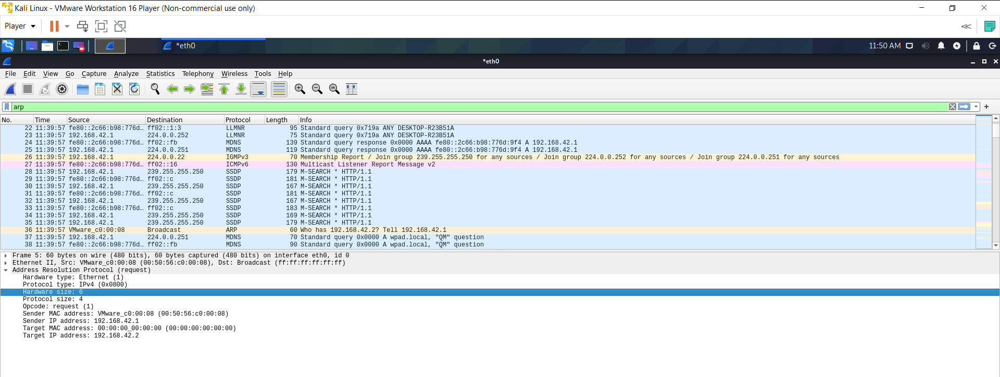 Kali Linux - VMware Workstation 16 Player (Non-commercial use only)
Player
*eth0
11:50 AM
*eth0
File Edit View Go Capture Analyze Statistics Telephony Wireless Tools Help
arp
No. Time Source Destination Protocol Length Info
22 11:39:57 fe80::2c66:b98:776d… ff02::1:3 LLMNR 95 Standard query 0x719a ANY DESKTOP-R23B51A
23 11:39:57 192.168.42.1 224.0.0.252 LLMNR 75 Standard query 0x719a ANY DESKTOP-R23B51A
24 11:39:57 fe80::2c66:b98:776d… ff02::fb MDNS 139 Standard query response 0x0000 AAAA fe80::2c66:b98:776d:9f4 A 192.168.42.1
25 11:39:57 192.168.42.1 224.0.0.251 MDNS 119 Standard query response 0x0000 AAAA fe80::2c66:b98:776d:9f4 A 192.168.42.1
26 11:39:57 192.168.42.1 224.0.0.22 IGMPv3 70 Membership Report / Join group 239.255.255.250 for any sources / Join group 224.0.0.252 for any sources / Join group 224.0.0.251 for any sources
27 11:39:57 fe80::2c66:b98:776d… ff02::16 ICMPv6 130 Multicast Listener Report Message v2
28 11:39:57 192.168.42.1 239.255.255.250 SSDP 179 M-SEARCH * HTTP/1.1
29 11:39:57 fe80::2c66:b98:776d… ff02::c SSDP 181 M-SEARCH * HTTP/1.1
30 11:39:57 192.168.42.1 239.255.255.250 SSDP 167 M-SEARCH * HTTP/1.1
31 11:39:57 fe80::2c66:b98:776d… ff02::c SSDP 181 M-SEARCH * HTTP/1.1
32 11:39:57 192.168.42.1 239.255.255.250 SSDP 167 M-SEARCH * HTTP/1.1
33 11:39:57 fe80::2c66:b98:776d… ff02::c SSDP 183 M-SEARCH * HTTP/1.1
34 11:39:57 192.168.42.1 239.255.255.250 SSDP 169 M-SEARCH * HTTP/1.1
35 11:39:57 192.168.42.1 239.255.255.250 SSDP 179 M-SEARCH * HTTP/1.1
36 11:39:57 VMware_c0:00:08 Broadcast ARP 60 Who has 192.168.42.2? Tell 192.168.42.1
37 11:39:57 192.168.42.1 224.0.0.251 MDNS 70 Standard query 0x0000 A wpad.local, "QM" question
38 11:39:57 fe80::2c66:b98:776d… ff02::fb MDNS 90 Standard query 0x0000 A wpad.local, "QM" question
Frame 5: 60 bytes on wire (480 bits), 60 bytes captured (480 bits) on interface eth0, id 0
Ethernet II, Src: VMware_c0:00:08 (00:50:56:c0:00:08), Dst: Broadcast (ff:ff:ff:ff:ff:ff)
Address Resolution Protocol (request)
Hardware type: Ethernet (1)
Protocol type: IPv4 (0x0800)
Hardware size: 6
Protocol size: 4
Opcode: request (1)
Sender MAC address: VMware_c0:00:08 (00:50:56:c0:00:08)
Sender IP address: 192.168.42.1
Target MAC address: 00:00:00_00:00:00 (00:00:00:00:00:00)
Target IP address: 192.168.42.2